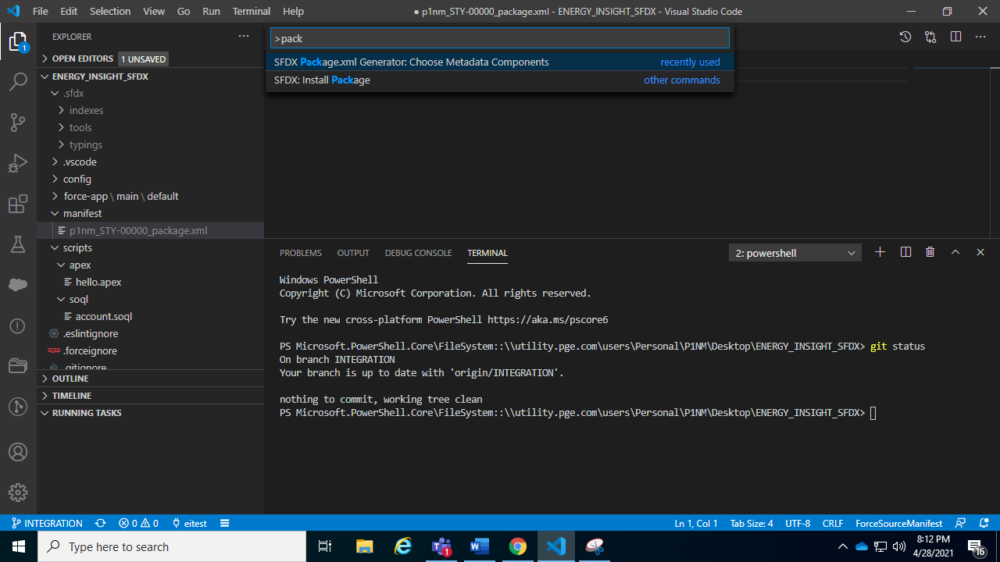 File Edit Selection View Go Run Terminal Help
● p1nm_STY-00000_package.xml - ENERGY_INSIGHT_SFDX - Visual Studio Code
1
EXPLORER
OPEN EDITORS 1 UNSAVED
ENERGY_INSIGHT_SFDX
.sfdx
indexes
tools
typings
.vscode
config
force-app \ main \ default
manifest
p1nm_STY-00000_package.xml
scripts
apex
hello.apex
soql
account.soql
.eslintignore
.forceignore
.gitignore
OUTLINE
TIMELINE
RUNNING TASKS
>pack
SFDX Package.xml Generator: Choose Metadata Components recently used
SFDX: Install Package other commands
PROBLEMS OUTPUT DEBUG CONSOLE TERMINAL 2: powershell
Windows PowerShell
Copyright (C) Microsoft Corporation. All rights reserved.
Try the new cross-platform PowerShell https://aka.ms/pscore6
PS Microsoft.PowerShell.Core\FileSystem::\\utility.pge.com\users\Personal\P1NM\Desktop\ENERGY_INSIGHT_SFDX> git status
On branch INTEGRATION
Your branch is up to date with 'origin/INTEGRATION'.
nothing to commit, working tree clean
PS Microsoft.PowerShell.Core\FileSystem::\\utility.pge.com\users\Personal\P1NM\Desktop\ENERGY_INSIGHT_SFDX>
INTEGRATION 0 0 eitest Ln 1, Col 1 Tab Size: 4 UTF-8 CRLF ForceSourceManifest
Type here to search
1
8:12 PM
4/28/2021
16